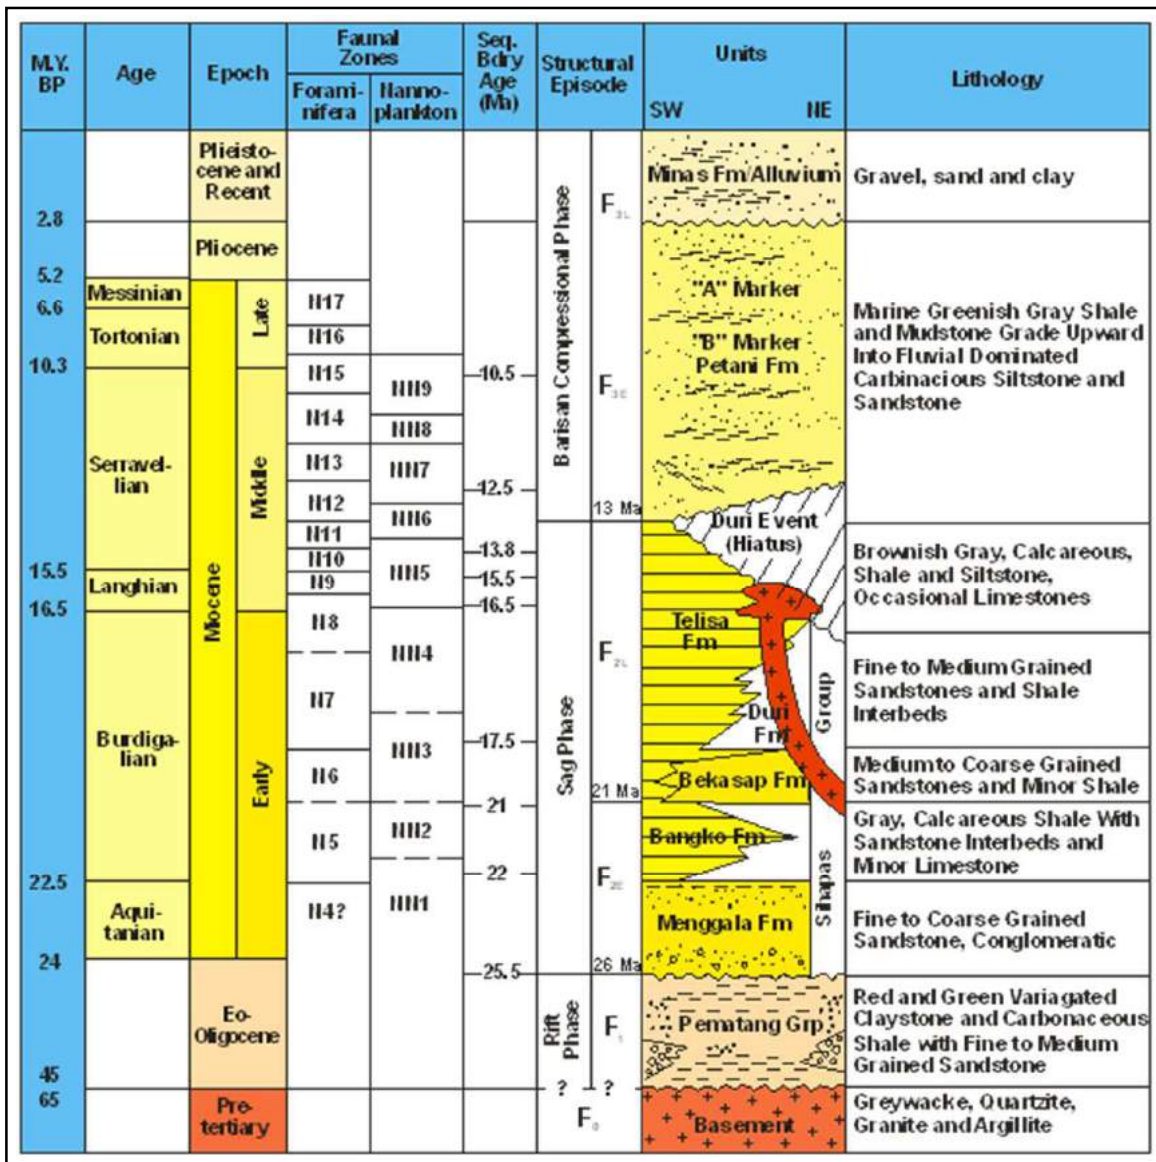 M.Y.
BP
Age
Epoch
Faunal
Zones
Forami-
nifera
Nanno-
plankton
Seq.
Bdry
Age
(Ma)
Structural
Episode
Units
SW
NE
Lithology
2.8
5.2
6.6
10.3
15.5
16.5
22.5
24
45
65
Messinian
Tortonian
Serravel-
lian
Langhian
Burdiga-
lian
Aqui-
tanian
Plieisto-
cene and
Recent
Pliocene
Miocene
Late
Middle
Early
Eo-
Oligocene
Pre-
tertiary
N17
N16
N15
N14
N13
N12
N11
N10
N9
N8
N7
N6
N5
N4?
NN9
NN8
NN7
NN6
NN5
NN4
NN3
NN2
NN1
10.5
12.5
13.8
15.5
16.5
17.5
21
22
25.5
Barisan Compressional Phase
Sag Phase
Rift
Phase
? ?
F
F
13 Ma
F
21 Ma
F
26 Ma
F
F
Minas Fm/Alluvium
"A" Marker
"B" Marker
Petani Fm
Duri Event
(Hiatus)
Telisa
Fm
Duri
Fm
Bekasap Fm
Bangko Fm
Menggala Fm
Group
Sihapas
Pematang Grp
Basement
Gravel, sand and clay
Marine Greenish Gray Shale
and Mudstone Grade Upward
Into Fluvial Dominated
Carbinacious Siltstone and
Sandstone
Brownish Gray, Calcareous,
Shale and Siltstone,
Occasional Limestones
Fine to Medium Grained
Sandstones and Shale
Interbeds
Medium to Coarse Grained
Sandstones and Minor Shale
Gray, Calcareous Shale With
Sandstone Interbeds and
Minor Limestone
Fine to Coarse Grained
Sandstone, Conglomeratic
Red and Green Variagated
Claystone and Carbonaceous
Shale with Fine to Medium
Grained Sandstone
Greywacke, Quartzite,
Granite and Argillite